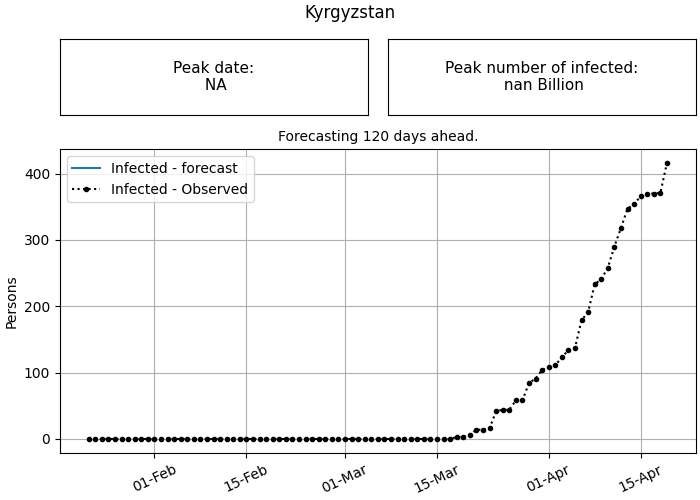 Kyrgyzstan
Peak date:
NA
Peak number of infected:
nan Billion
Forecasting 120 days ahead.
Infected - forecast
Infected - Observed
Persons
400
300
200
100
0
01-Feb
15-Feb
01-Mar
15-Mar
01-Apr
15-Apr